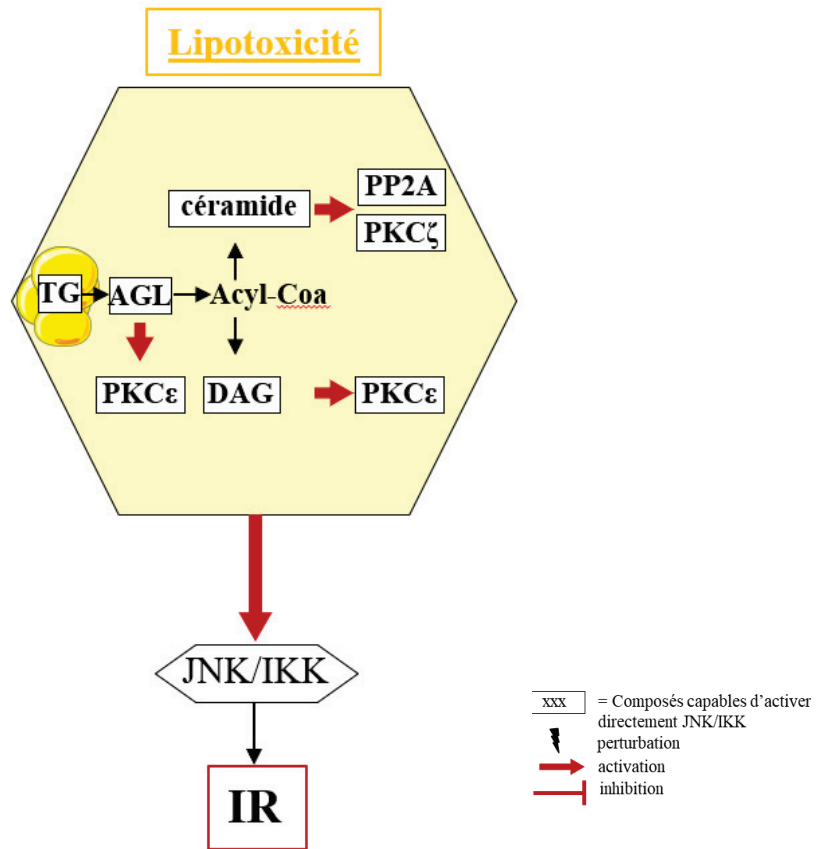 Lipotoxicité
céramide
PP2A
PKCζ
TG
AGL
Acyl-Coa
PKCε
DAG
PKCε
JNK/IKK
IR
xxx
= Composés capables d’activer
directement JNK/IKK
perturbation
activation
inhibition